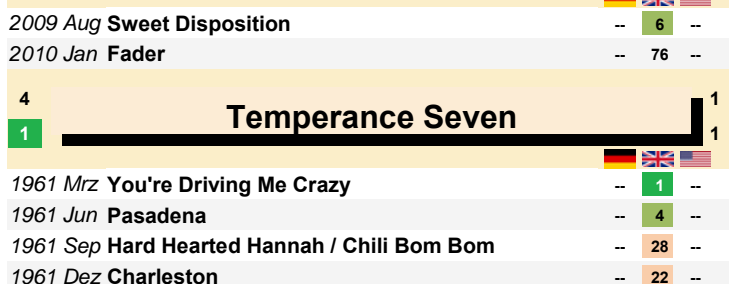 2009 Aug Sweet Disposition -- 6 --
2010 Jan Fader -- 76 --
4 1
Temperance Seven
1 1
1961 Mrz You're Driving Me Crazy -- 1 --
1961 Jun Pasadena -- 4 --
1961 Sep Hard Hearted Hannah / Chili Bom Bom -- 28 --
1961 Dez Charleston -- 22 --